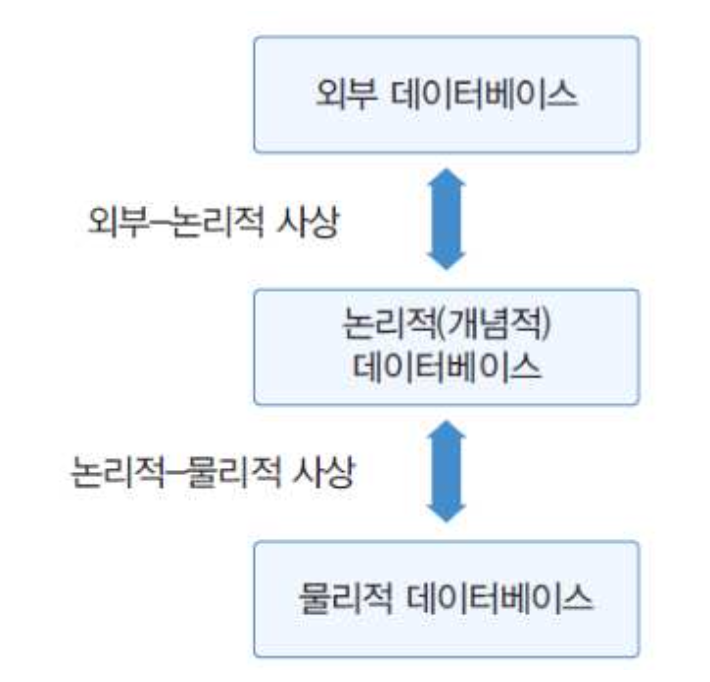 외부 데이터베이스
외부–논리적 사상
논리적(개념적)
데이터베이스
논리적–물리적 사상
물리적 데이터베이스